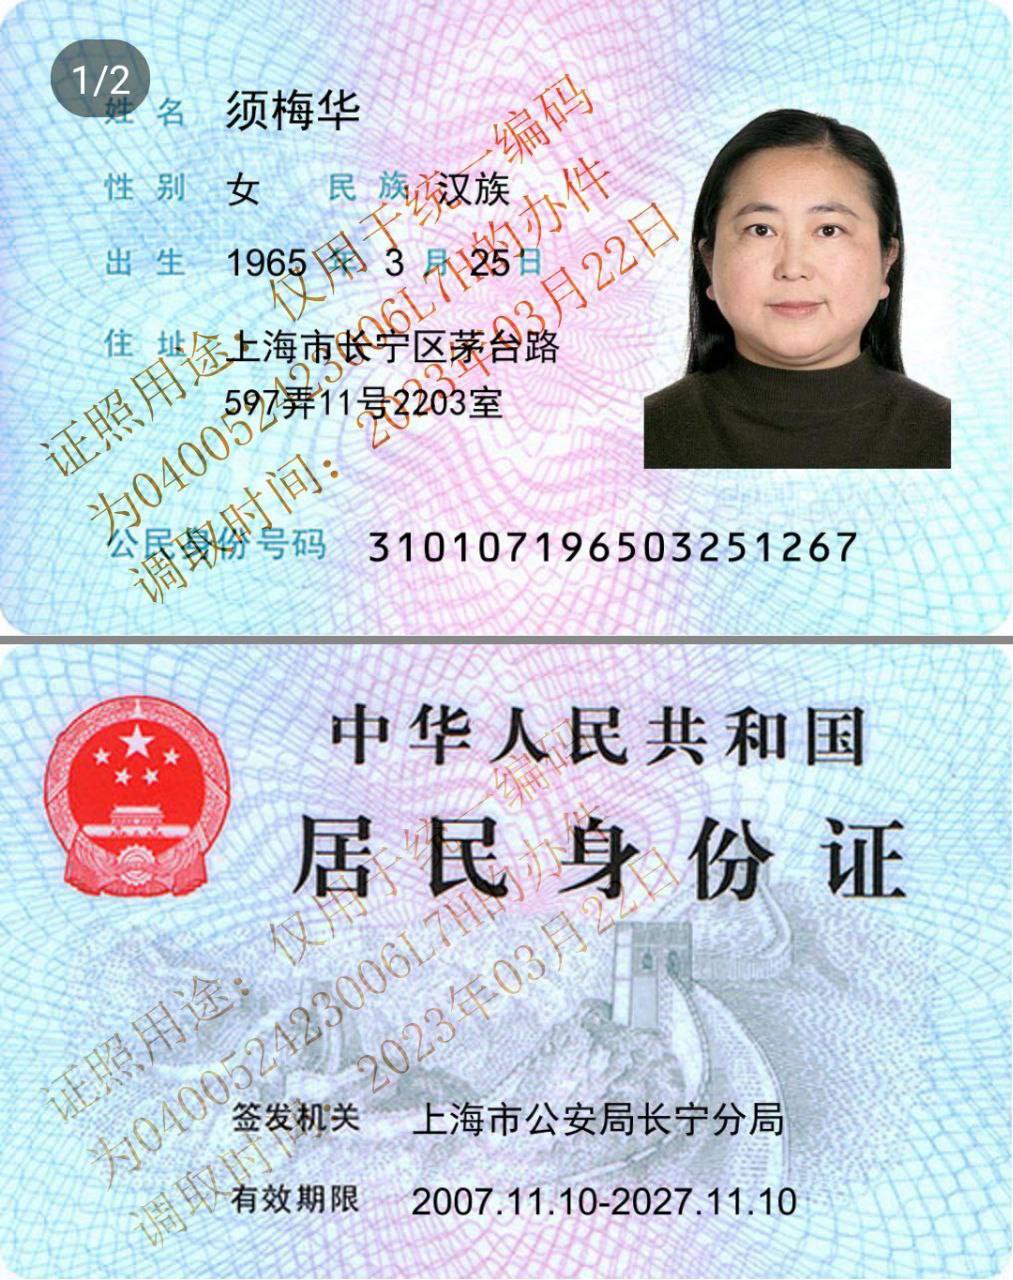 1/2
姓名 须梅华
性别 女 民族 汉族
出生 1965 年 3 月 25 日
住址 上海市长宁区茅台路
597弄11号2203室
公民身份号码 310107196503251267
证照用途：仅用于统一编码
为040052423006L7H的办件
调取时间：2023年03月22日
中华人民共和国
居民身份证
签发机关 上海市公安局长宁分局
有效期限 2007.11.10-2027.11.10
证照用途：仅用于统一编码
为040052423006L7H的办件
调取时间：2023年03月22日